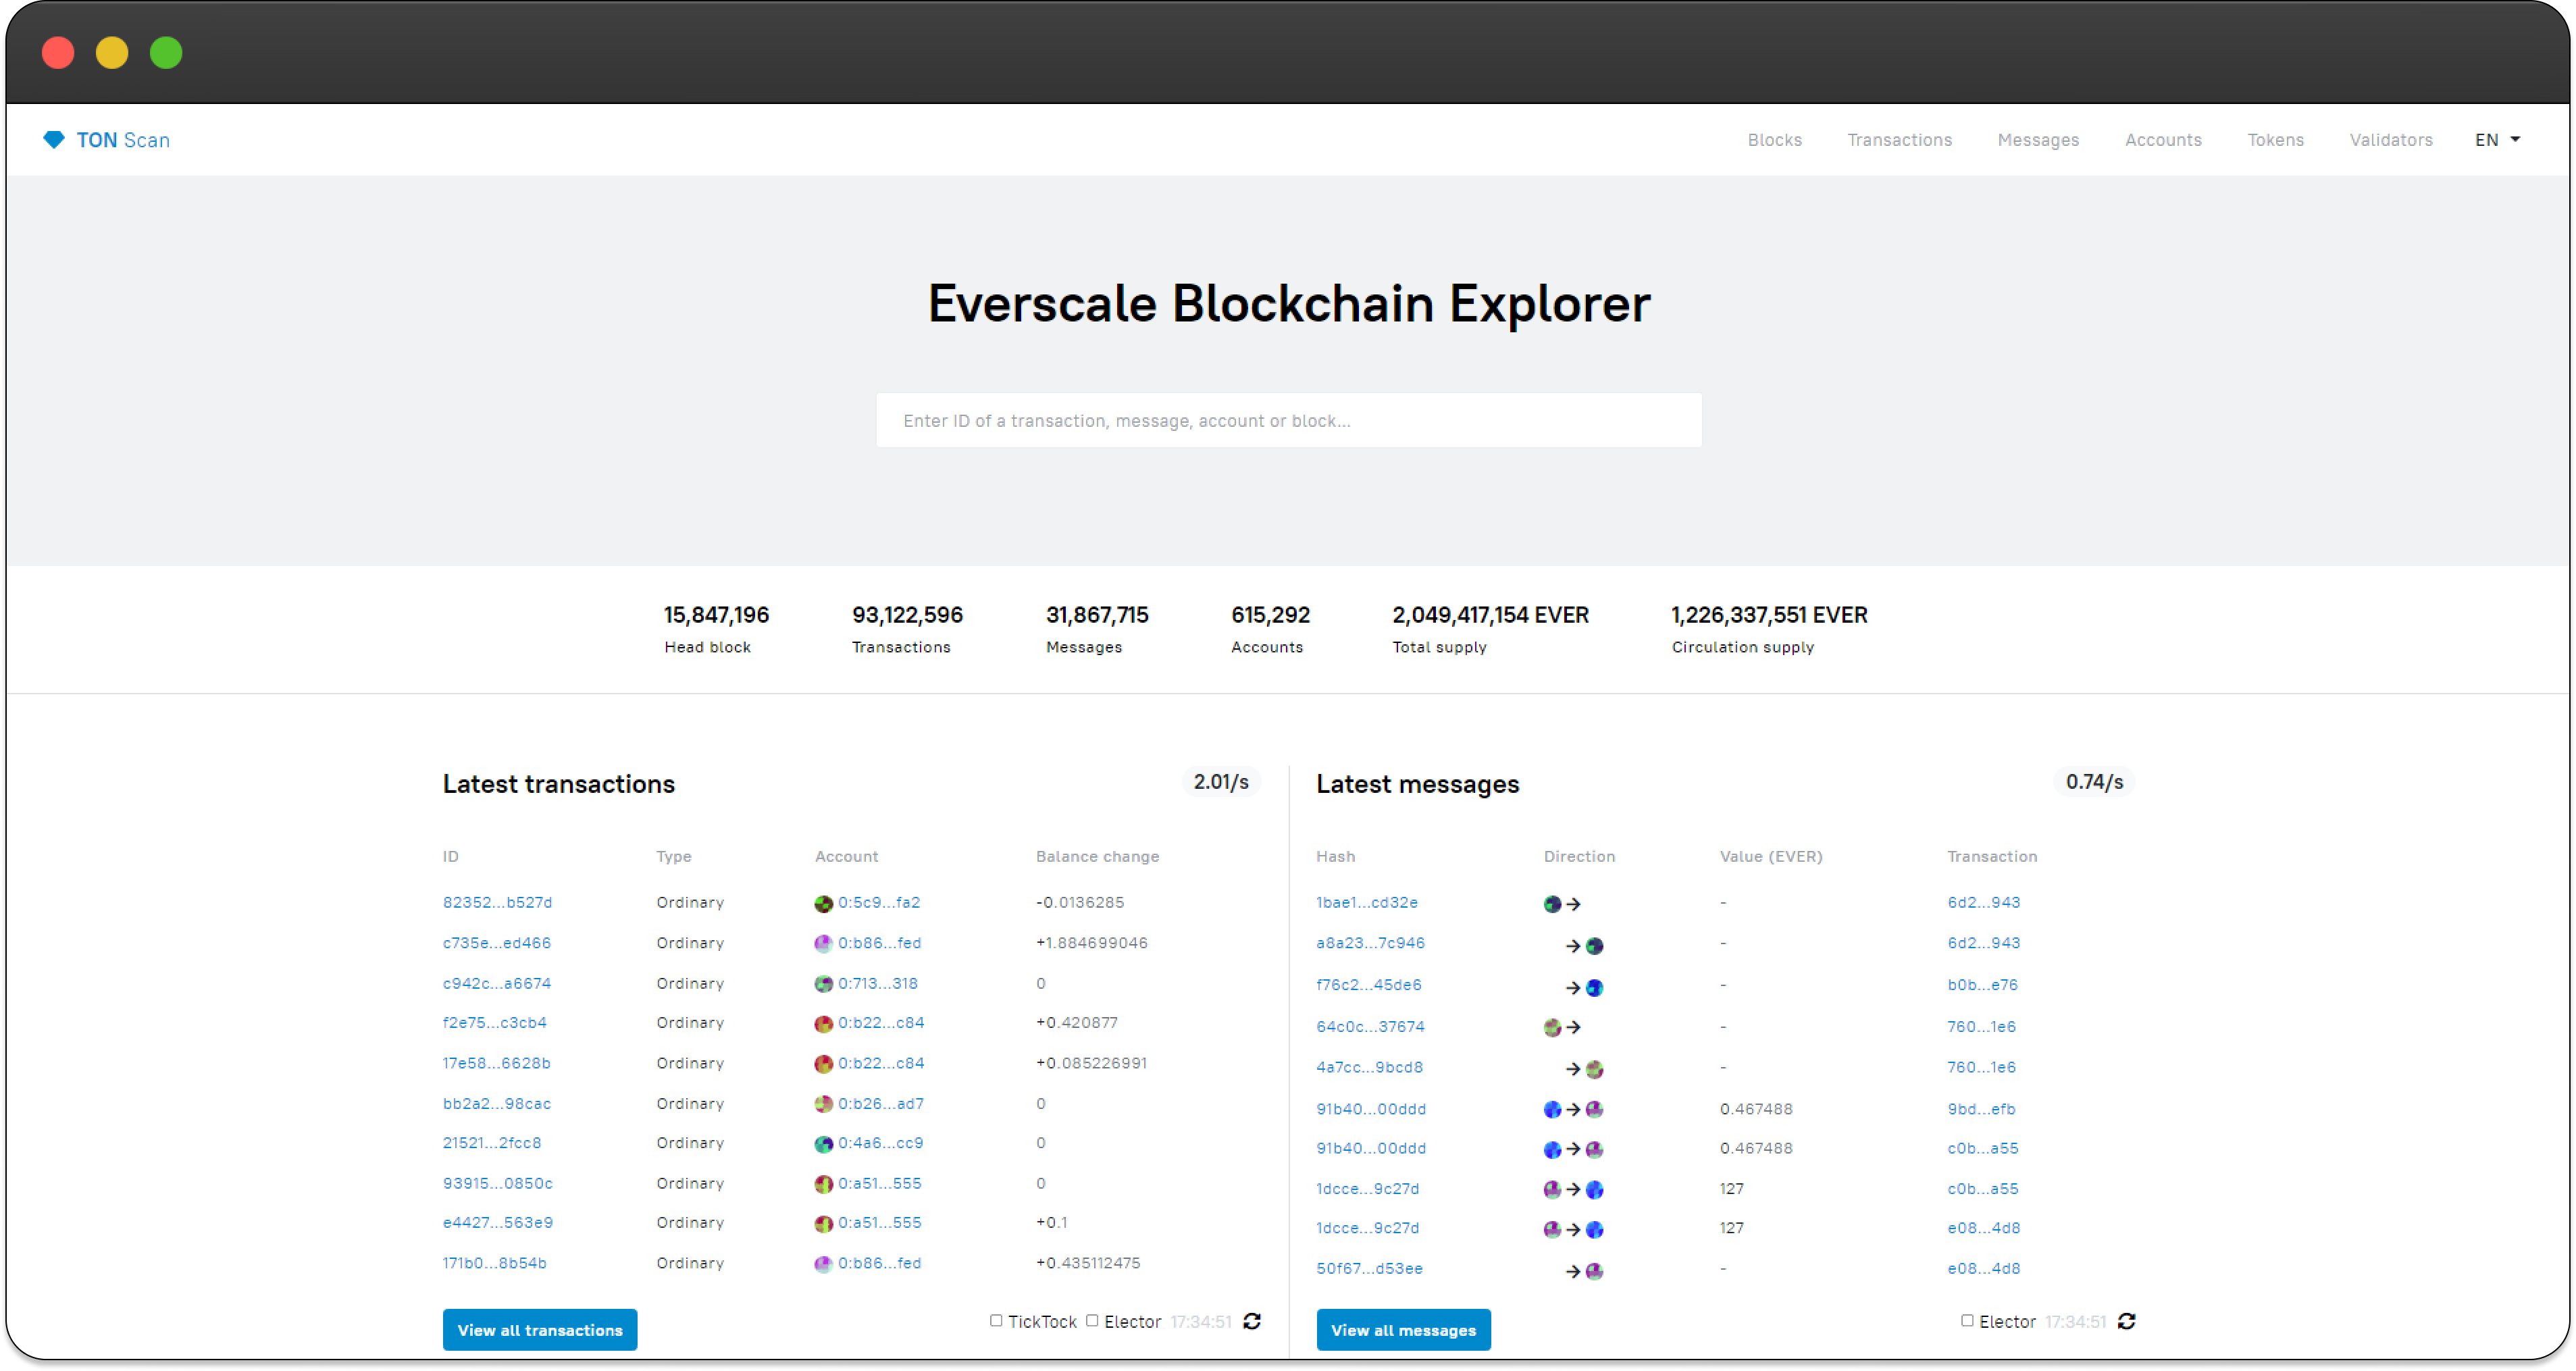 TON Scan
Blocks Transactions Messages Accounts Tokens Validators EN
Everscale Blockchain Explorer
Enter ID of a transaction, message, account or block...
15,847,196 93,122,596 31,867,715 615,292 2,049,417,154 EVER 1,226,337,551 EVER
Head block Transactions Messages Accounts Total supply Circulation supply
Latest transactions 2.01/s
ID Type Account Balance change
82352...b527d Ordinary 0:5c9...fa2 -0.0136285
c735e...ed466 Ordinary 0:b86...fed +1.884699046
c942c...a6674 Ordinary 0:713...318 0
f2e75...c3cb4 Ordinary 0:b22...c84 +0.420877
17e58...6628b Ordinary 0:b22...c84 +0.085226991
bb2a2...98cac Ordinary 0:b26...ad7 0
21521...2fcc8 Ordinary 0:4a6...cc9 0
93915...0850c Ordinary 0:a51...555 0
e4427...563e9 Ordinary 0:a51...555 +0.1
171b0...8b54b Ordinary 0:b86...fed +0.435112475
View all transactions TickTock Elector 17:34:51
Latest messages 0.74/s
Hash Direction Value (EVER) Transaction
1bae1...cd32e → - 6d2...943
a8a23...7c946 → - 6d2...943
f76c2...45de6 → - b0b...e76
64c0c...37674 → - 760...1e6
4a7cc...9bcd8 → - 760...1e6
91b40...00ddd → 0.467488 9bd...efb
91b40...00ddd → 0.467488 c0b...a55
1dcce...9c27d → 127 c0b...a55
1dcce...9c27d → 127 e08...4d8
50f67...d53ee → - e08...4d8
View all messages Elector 17:34:51